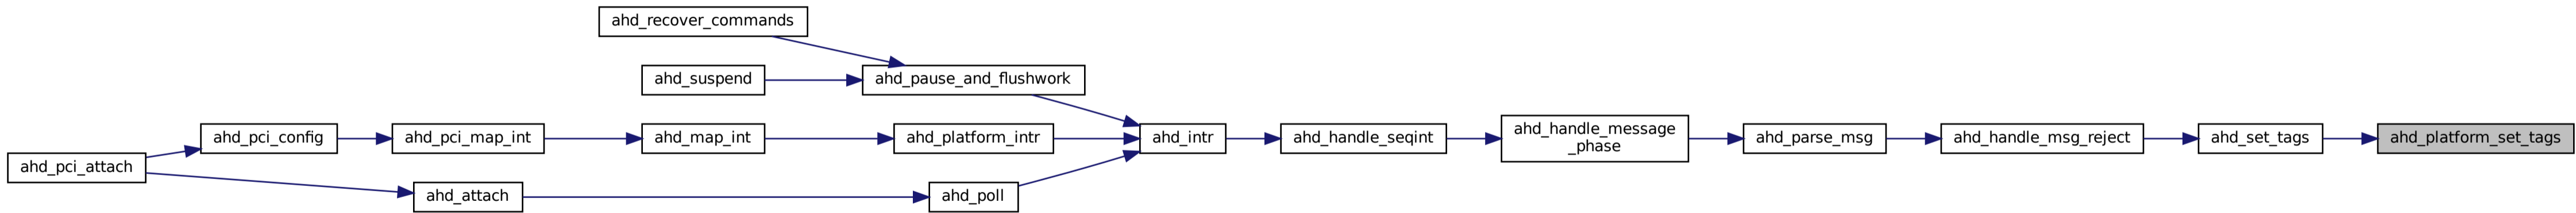 ahd_recover_commands
ahd_suspend
ahd_pause_and_flushwork
ahd_pci_config
ahd_pci_map_int
ahd_map_int
ahd_platform_intr
ahd_intr
ahd_handle_seqint
ahd_handle_message
_phase
ahd_parse_msg
ahd_handle_msg_reject
ahd_set_tags
ahd_platform_set_tags
ahd_pci_attach
ahd_attach
ahd_poll